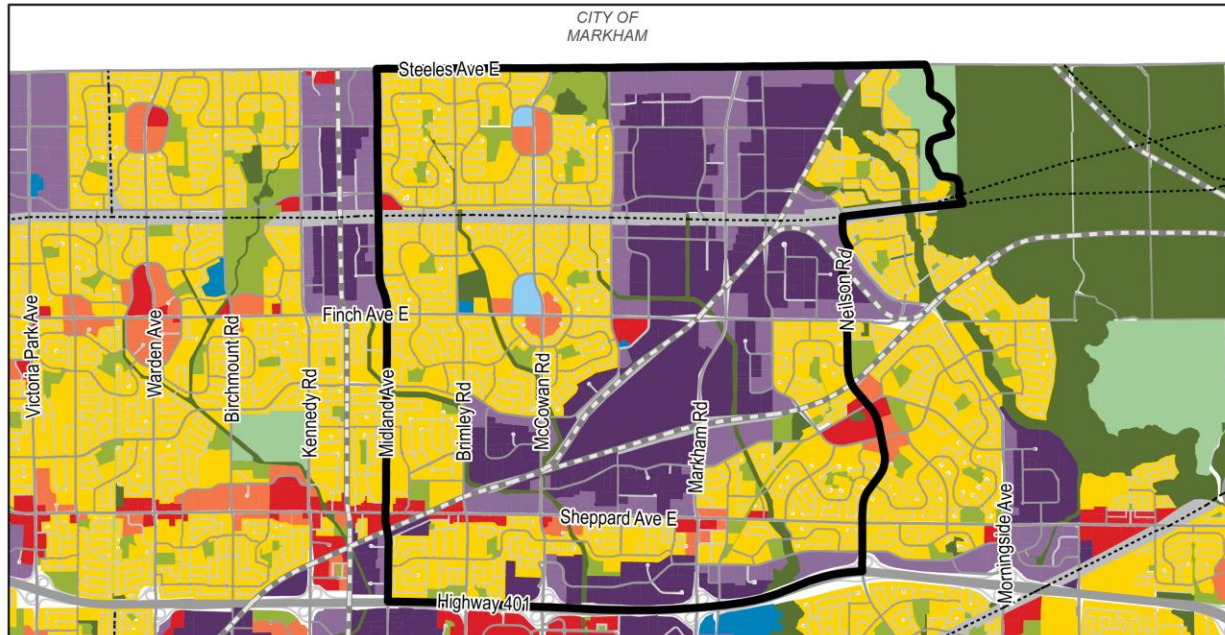 CITY OF
MARKHAM
Steeles Ave E
Finch Ave E
Victoria Park Ave
Warden Ave
Birchmount Rd
Kennedy Rd
Midland Ave
Brimley Rd
McCowan Rd
Markham Rd
Neilson Rd
Morningside Ave
Sheppard Ave E
Highway 401